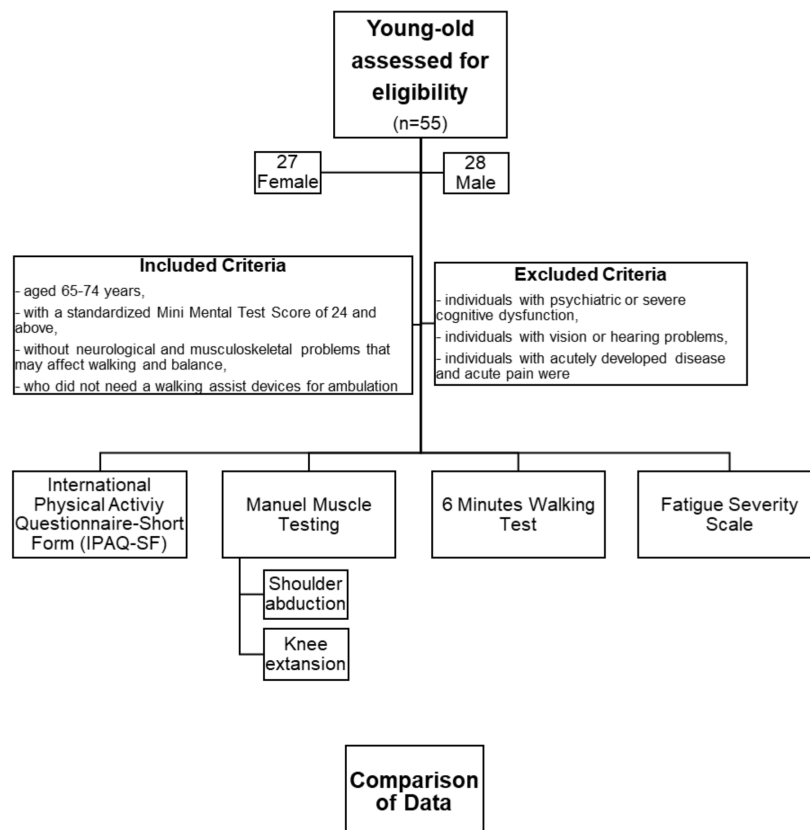 Young-old
assessed for
eligibility
(n=55)
27
Female
28
Male
Included Criteria
- aged 65-74 years,
- with a standardized Mini Mental Test Score of 24 and
above,
- without neurological and musculoskeletal problems that
may affect walking and balance,
- who did not need a walking assist devices for ambulation
Excluded Criteria
- individuals with psychiatric or severe
cognitive dysfunction,
- individuals with vision or hearing problems,
- individuals with acutely developed disease
and acute pain were
International
Physical Activiy
Questionnaire-Short
Form (IPAQ-SF)
Manuel Muscle
Testing
6 Minutes Walking
Test
Fatigue Severity
Scale
Shoulder
abduction
Knee
extansion
Comparison
of Data